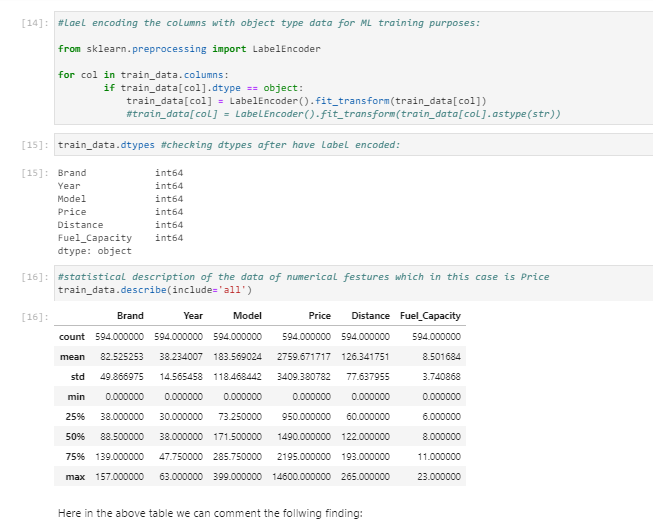 [14]: #lael encoding the columns with object type data for ML training purposes:
from sklearn.preprocessing import LabelEncoder
for col in train_data.columns:
if train_data[col].dtype == object:
train_data[col] = LabelEncoder().fit_transform(train_data[col])
#train_data[col] = LabelEncoder().fit_transform(train_data[col].astype(str))
[15]: train_data.dtypes #checking dtypes after have label encoded:
[15]: Brand int64
Year int64
Model int64
Price int64
Distance int64
Fuel_Capacity int64
dtype: object
[16]: #statistical description of the data of numerical festures which in this case is Price
train_data.describe(include='all')
[16]: Brand Year Model Price Distance Fuel_Capacity
count 594.000000 594.000000 594.000000 594.000000 594.000000 594.000000
mean 82.525253 38.234007 183.569024 2759.671717 126.341751 8.501684
std 49.866975 14.565458 118.468442 3409.380782 77.637955 3.740868
min 0.000000 0.000000 0.000000 0.000000 0.000000 0.000000
25% 38.000000 30.000000 73.250000 950.000000 60.000000 6.000000
50% 88.500000 38.000000 171.500000 1490.000000 122.000000 8.000000
75% 139.000000 47.750000 285.750000 2195.000000 193.000000 11.000000
max 157.000000 63.000000 399.000000 14600.000000 265.000000 23.000000
Here in the above table we can comment the follwing finding: